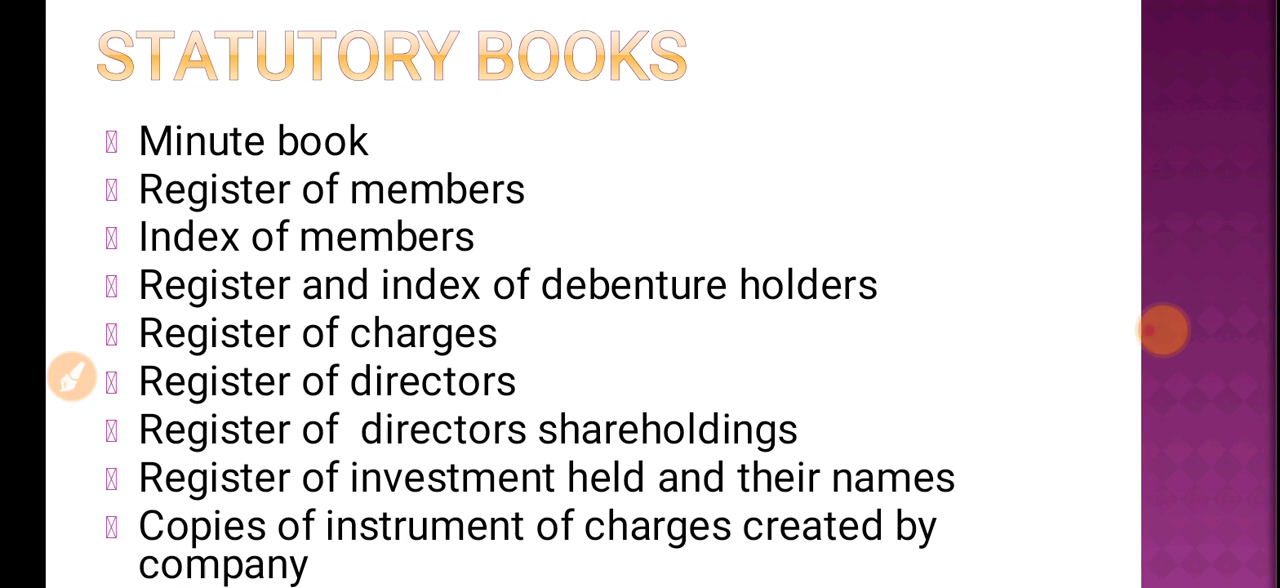 STATUTORY BOOKS
Minute book
Register of members
Index of members
Register and index of debenture holders
Register of charges
Register of directors
Register of  directors shareholdings
Register of investment held and their names
Copies of instrument of charges created by
company